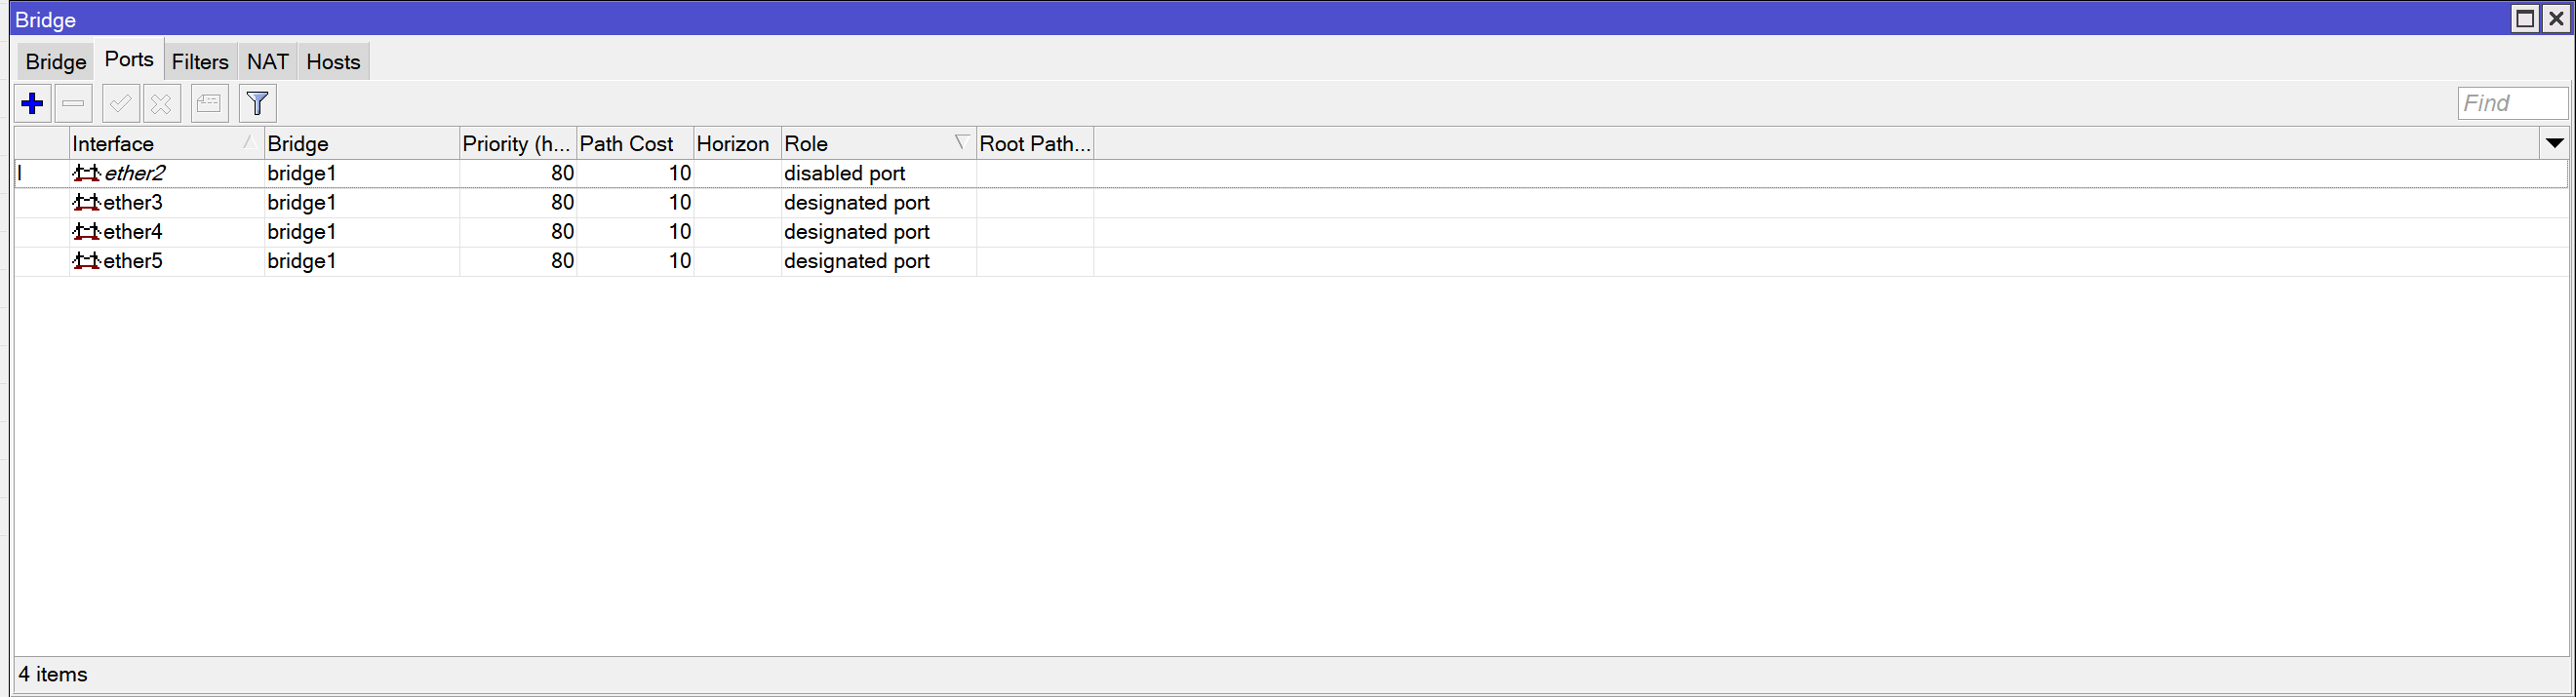 Bridge
Bridge Ports Filters NAT Hosts
Find
Interface Bridge Priority (h... Path Cost Horizon Role Root Path...
I ether2 bridge1 80 10 disabled port
ether3 bridge1 80 10 designated port
ether4 bridge1 80 10 designated port
ether5 bridge1 80 10 designated port
4 items